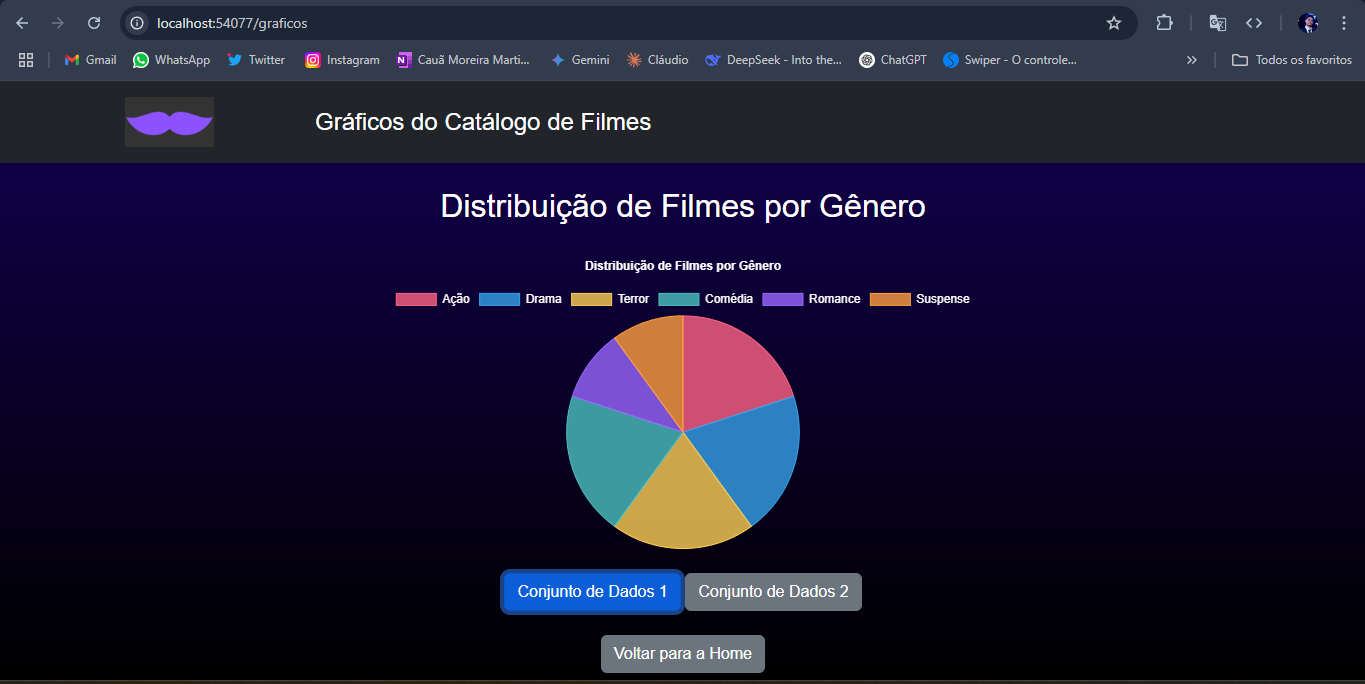 localhost:54077/graficos
Gmail WhatsApp Twitter Instagram Cauã Moreira Marti... Gemini Cláudio DeepSeek - Into the... ChatGPT Swiper - O controle... » Todos os favoritos
Gráficos do Catálogo de Filmes
Distribuição de Filmes por Gênero
Distribuição de Filmes por Gênero
Ação Drama Terror Comédia Romance Suspense
Conjunto de Dados 1 Conjunto de Dados 2
Voltar para a Home